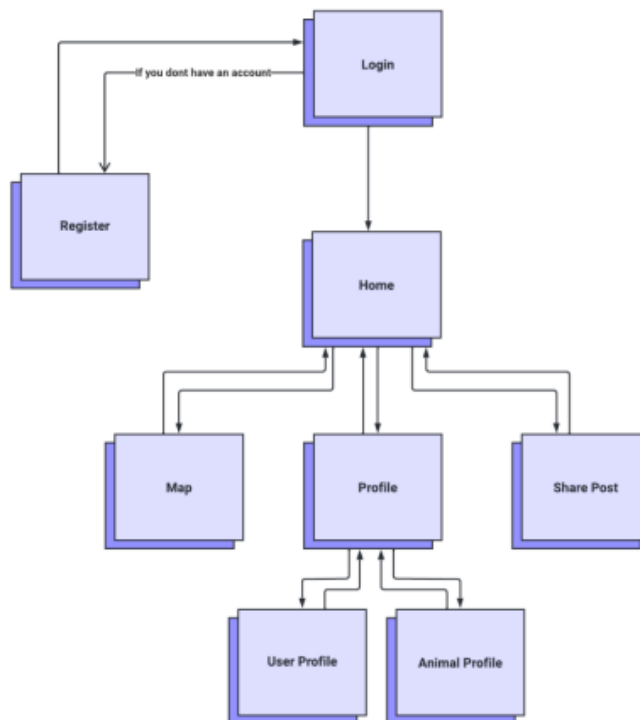 Login
If you dont have an account
Register
Home
Map
Profile
Share Post
User Profile
Animal Profile